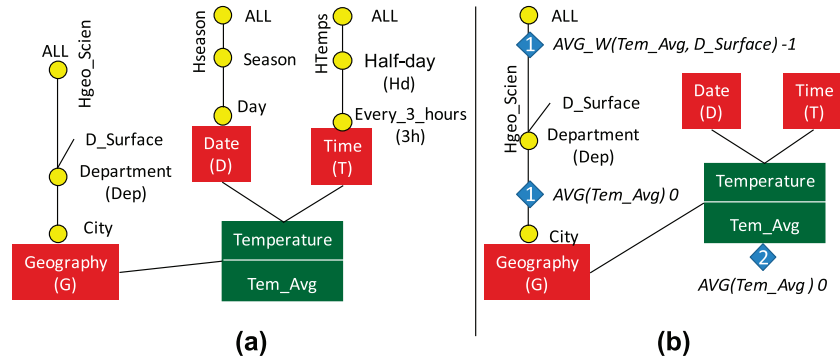 ALL
Hgeo_Scien
D_Surface
Department
(Dep)
City
Geography
(G)
ALL
Hseason
Season
Day
Date
(D)
ALL
HTemps
Half-day
(Hd)
Every_3_hours
(3h)
Time
(T)
Temperature
Tem_Avg
(a)
ALL
1
AVG_W(Tem_Avg, D_Surface) -1
Hgeo_Scien
D_Surface
Department
(Dep)
1
AVG(Tem_Avg) 0
City
Geography
(G)
Date
(D)
Time
(T)
Temperature
Tem_Avg
2
AVG(Tem_Avg ) 0
(b)